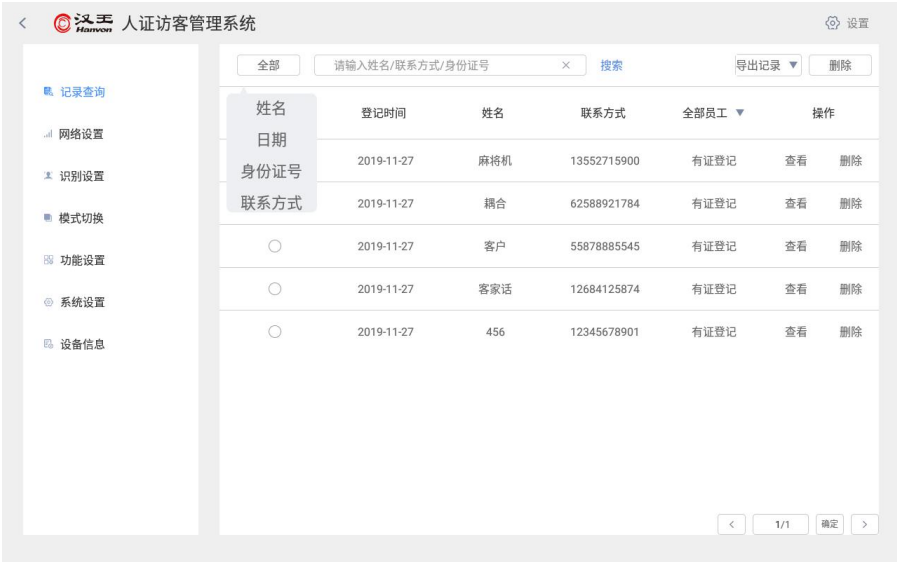 汉王 Hanvon 人证访客管理系统 设置
全部 请输入姓名/联系方式/身份证号 搜索 导出记录 删除
记录查询
网络设置
识别设置
模式切换
功能设置
系统设置
设备信息
姓名
日期
身份证号
联系方式
登记时间 姓名 联系方式 全部员工 操作
2019-11-27 麻将机 13552715900 有证登记 查看 删除
2019-11-27 耦合 62588921784 有证登记 查看 删除
2019-11-27 客户 55878885545 有证登记 查看 删除
2019-11-27 客家话 12684125874 有证登记 查看 删除
2019-11-27 456 12345678901 有证登记 查看 删除
1/1 确定